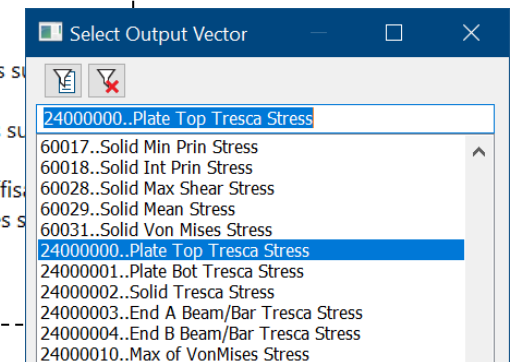 Select Output Vector
s su
24000000..Plate Top Tresca Stress
60017..Solid Min Prin Stress
60018..Solid Int Prin Stress
60028..Solid Max Shear Stress
60029..Solid Mean Stress
60031..Solid Von Mises Stress
24000000..Plate Top Tresca Stress
24000001..Plate Bot Tresca Stress
24000002..Solid Tresca Stress
24000003..End A Beam/Bar Tresca Stress
24000004..End B Beam/Bar Tresca Stress
24000010..Max of VonMises Stress